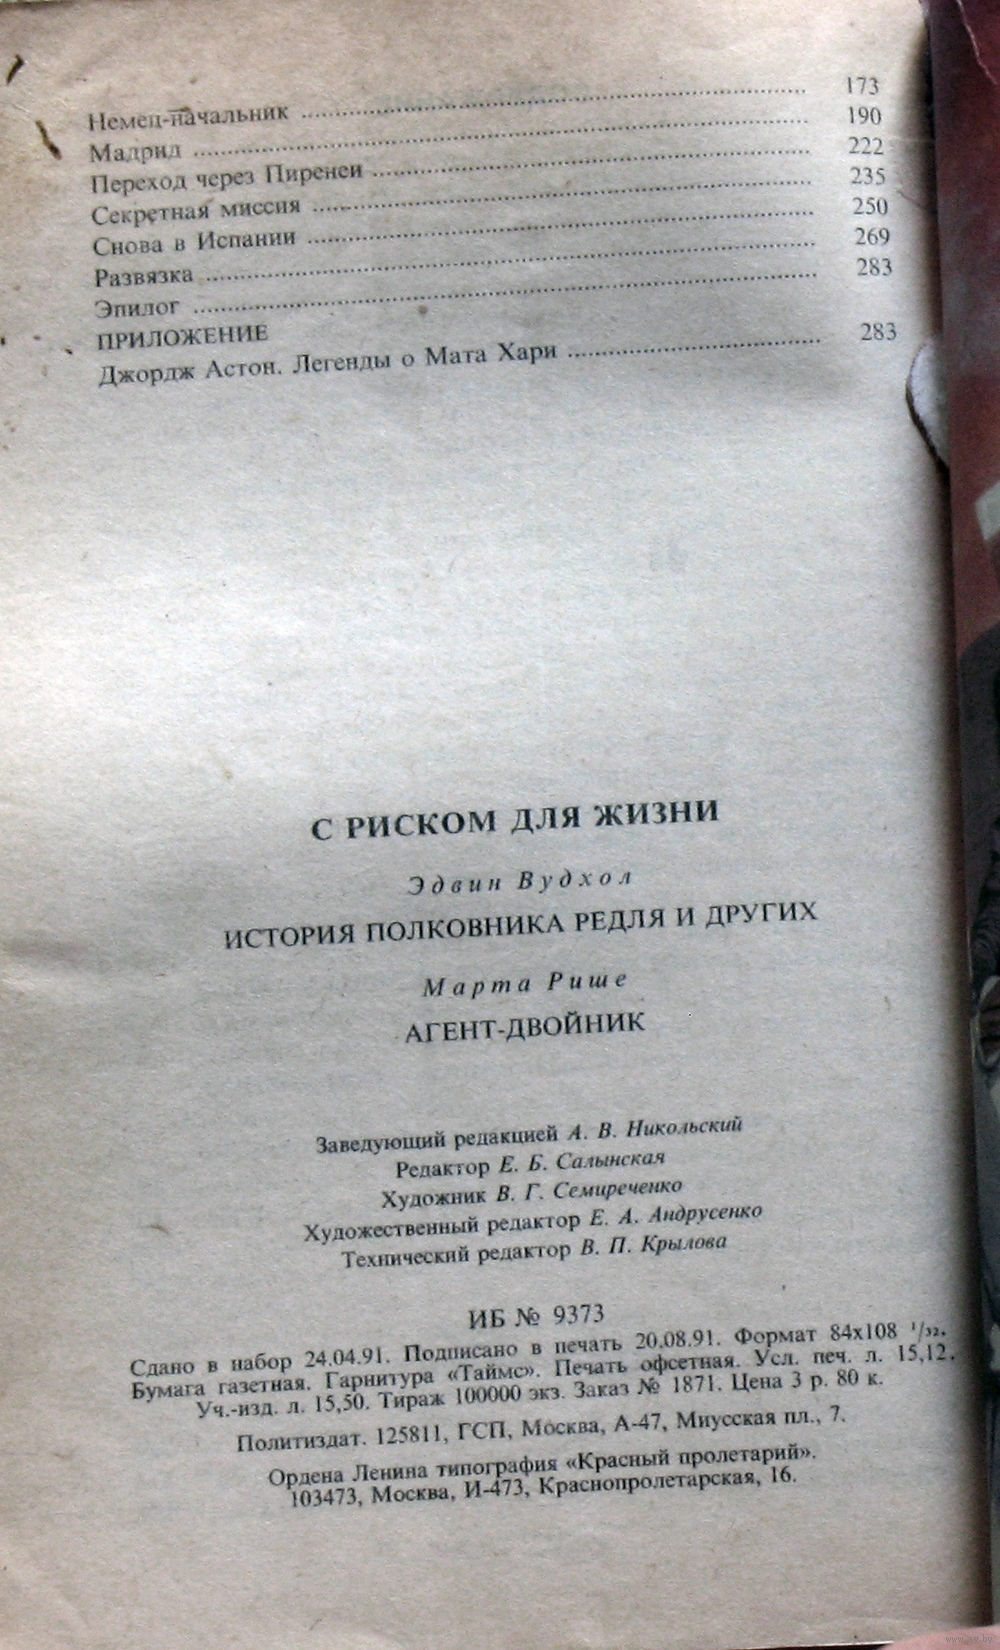 Немец-начальник ........ 173
Мадрид ........ 190
Переход через Пиренеи ........ 222
Секретная миссия ........ 235
Снова в Испании ........ 250
Развязка ........ 269
Эпилог ........ 283
ПРИЛОЖЕНИЕ
Джордж Астон. Легенды о Мата Хари ........ 283
С РИСКОМ ДЛЯ ЖИЗНИ
Эдвин Вудхол
ИСТОРИЯ ПОЛКОВНИКА РЕДЛЯ И ДРУГИХ
Марта Рише
АГЕНТ-ДВОЙНИК
Заведующий редакцией А. В. Никольский
Редактор Е. Б. Салынская
Художник В. Г. Семиреченко
Художественный редактор Е. А. Андрусенко
Технический редактор В. П. Крылова
ИБ № 9373
Сдано в набор 24.04.91. Подписано в печать 20.08.91. Формат 84х108 1/32.
Бумага газетная. Гарнитура «Таймс». Печать офсетная. Усл. печ. л. 15,12.
Уч.-изд. л. 15,50. Тираж 100000 экз. Заказ № 1871. Цена 3 р. 80 к.
Политиздат. 125811, ГСП, Москва, А-47, Миусская пл., 7.
Ордена Ленина типография «Красный пролетарий».
103473, Москва, И-473, Краснопролетарская, 16.